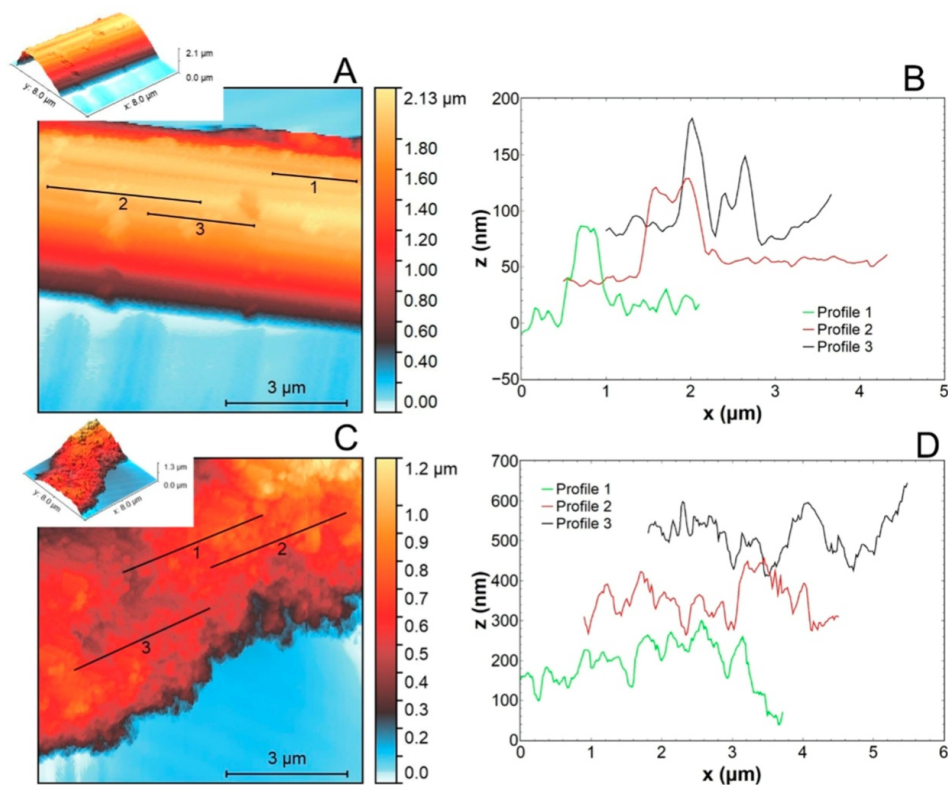 A
2.1 µm
0.0 µm
y: 8.0 µm
x: 8.0 µm
2.13 µm
1.80
1.60
1.40
1.20
1.00
0.80
0.60
0.40
0.00
1
2
3
3 µm
B
200
150
100
50
0
−50
z (nm)
0 1 2 3 4 5
x (µm)
Profile 1
Profile 2
Profile 3
C
1.3 µm
0.0 µm
y: 8.0 µm
x: 8.0 µm
1.2 µm
1.0
0.9
0.8
0.7
0.6
0.5
0.4
0.3
0.2
0.0
1
2
3
3 µm
D
700
600
500
400
300
200
100
000
z (nm)
0 1 2 3 4 5 6
x (µm)
Profile 1
Profile 2
Profile 3